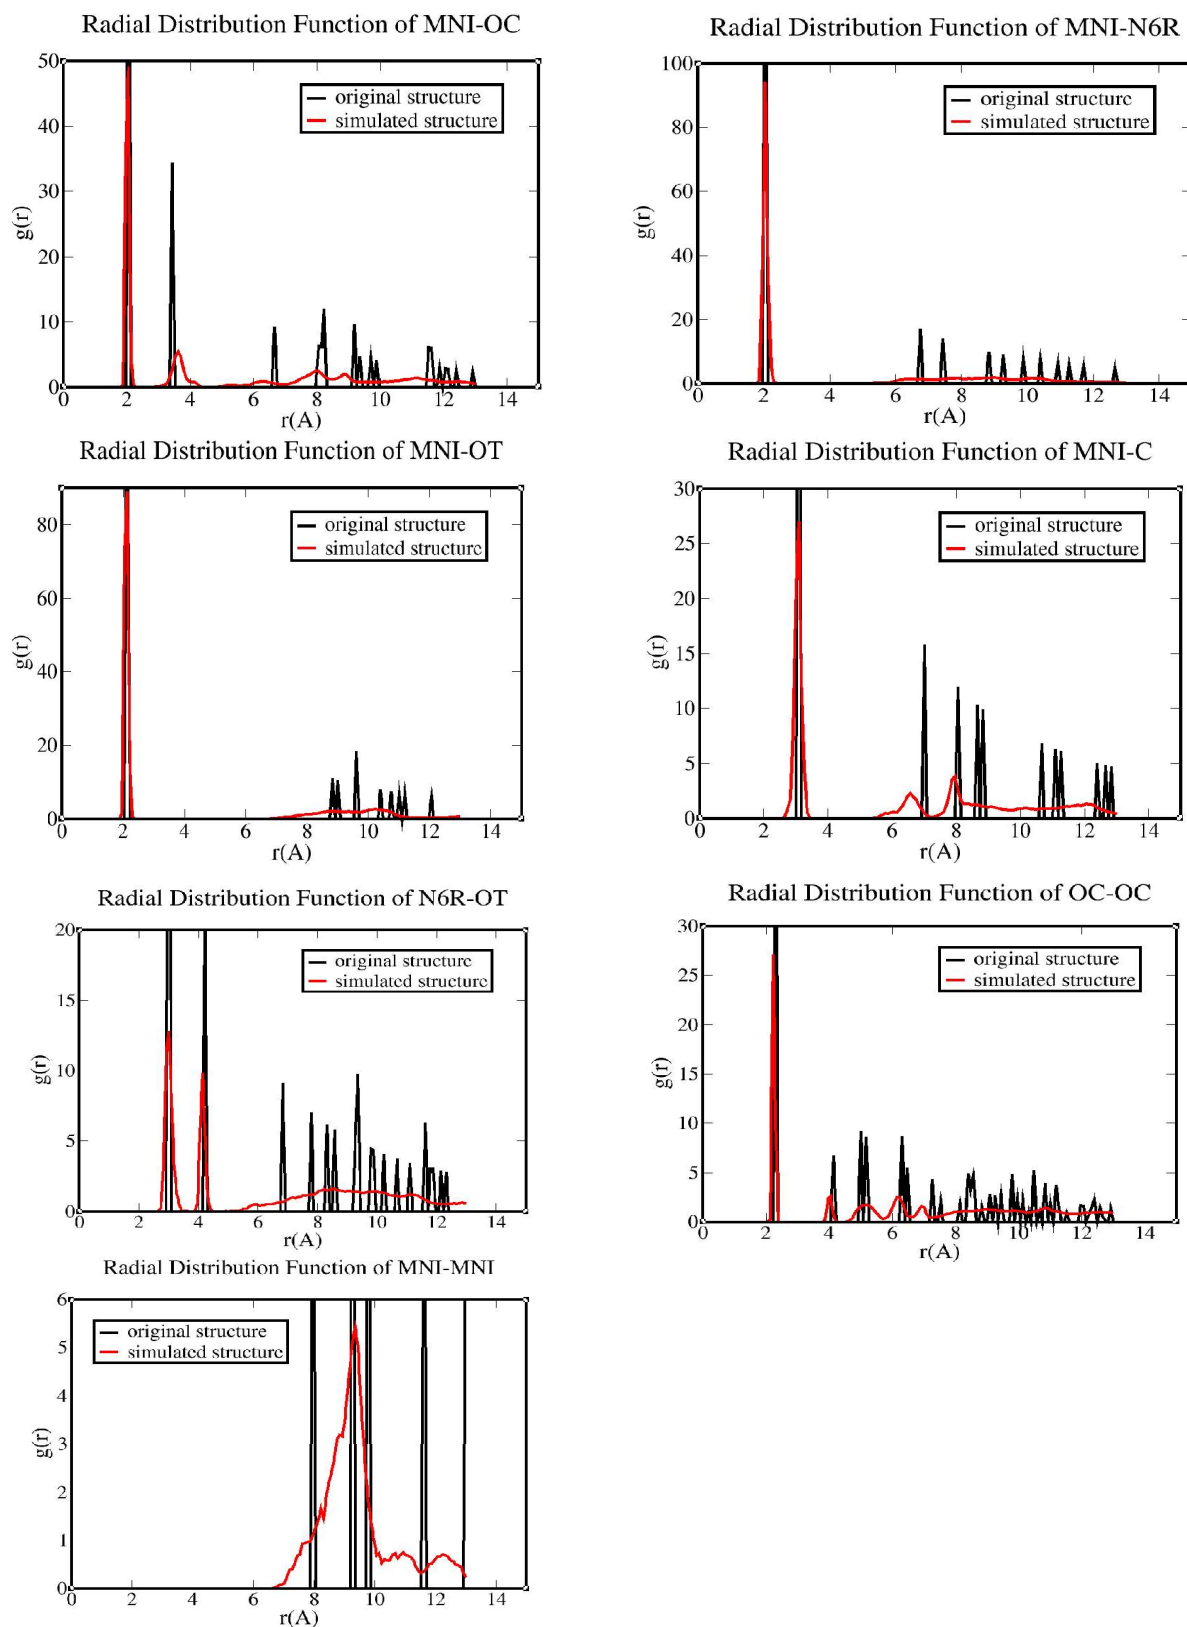 Radial Distribution Function of MNI-OC
50
40
30
20
10
0
g(r)
original structure
simulated structure
0 2 4 6 8 10 12 14
r(A)
Radial Distribution Function of MNI-N6R
100
80
60
40
20
0
g(r)
original structure
simulated structure
0 2 4 6 8 10 12 14
r(A)
Radial Distribution Function of MNI-OT
80
60
40
20
0
g(r)
original structure
simulated structure
0 2 4 6 8 10 12 14
r(A)
Radial Distribution Function of MNI-C
30
25
20
15
10
5
0
g(r)
original structure
simulated structure
0 2 4 6 8 10 12 14
r(A)
Radial Distribution Function of N6R-OT
20
15
10
5
0
g(r)
original structure
simulated structure
0 2 4 6 8 10 12 14
r(A)
Radial Distribution Function of OC-OC
30
25
20
15
10
5
0
g(r)
original structure
simulated structure
0 2 4 6 8 10 12 14
r(A)
Radial Distribution Function of MNI-MNI
6
5
4
3
2
1
0
g(r)
original structure
simulated structure
0 2 4 6 8 10 12 14
r(A)